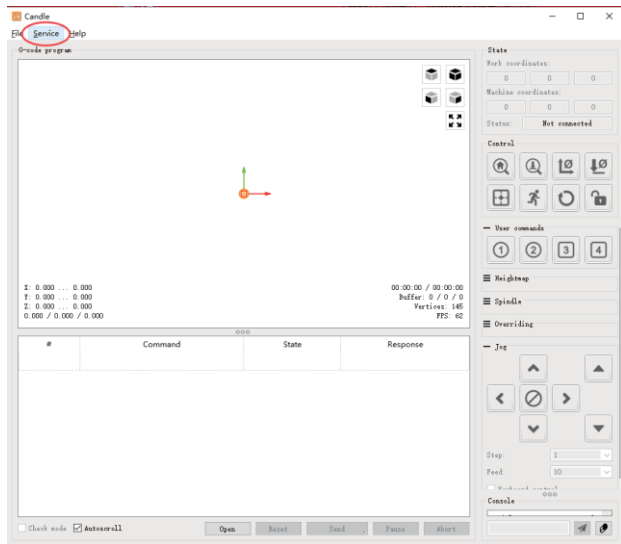 Candle
File Service Help
G-code program
State
Work coordinates:
0 0 0
Machine coordinates:
0 0 0
Status: Not connected
Control
User commands
1 2 3 4
Heightmap
Spindle
Overriding
Jog
Step: 1
Feed: 10
Keyboard control
Console
X: 0.000 ... 0.000
Y: 0.000 ... 0.000
Z: 0.000 ... 0.000
0.000 / 0.000 / 0.000
00:00:00 / 00:00:00
Buffer: 0 / 0 / 0
Vertices: 145
FPS: 62
# Command State Response
Check mode Autoscroll Open Reset Send Pause Abort